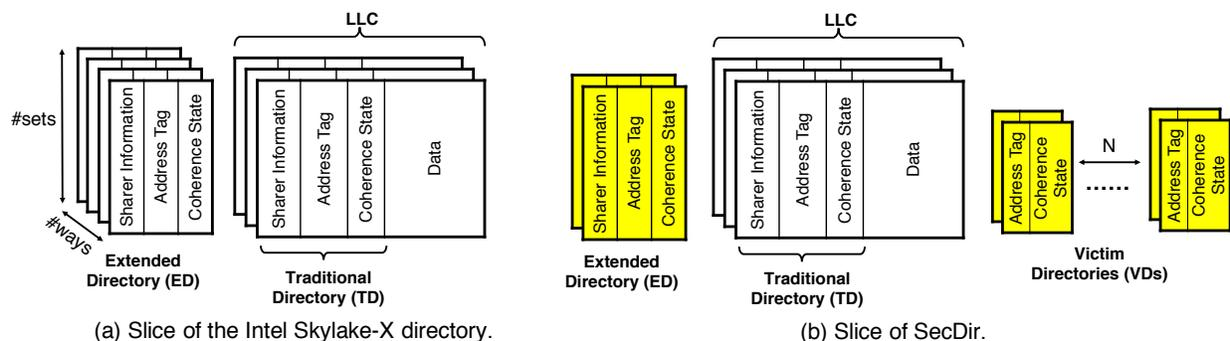 LLC
#sets
#ways
Sharer Information
Address Tag
Coherence State
Sharer Information
Address Tag
Coherence State
Data
Extended
Directory (ED)
Traditional
Directory (TD)
(a) Slice of the Intel Skylake-X directory.
LLC
Sharer Information
Address Tag
Coherence State
Sharer Information
Address Tag
Coherence State
Data
Address Tag
Coherence
State
N
......
Address Tag
Coherence
State
Extended
Directory (ED)
Traditional
Directory (TD)
Victim
Directories (VDs)
(b) Slice of SecDir.